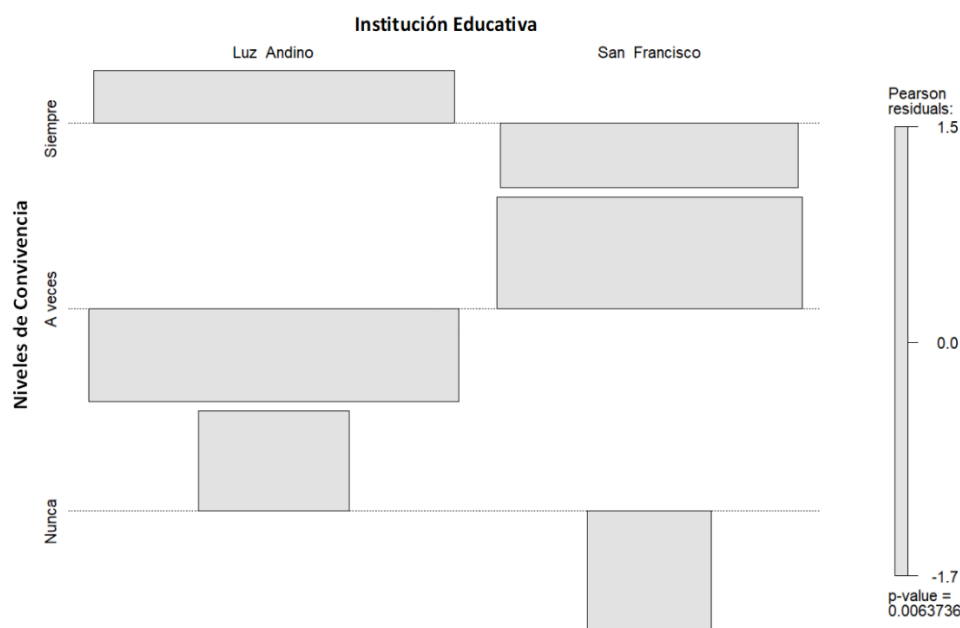 Institución Educativa
Luz Andino
San Francisco
Niveles de Convivencia
Siempre
A veces
Nunca
Pearson
residuals:
1.5
0.0
-1.7
p-value =
0.0063736